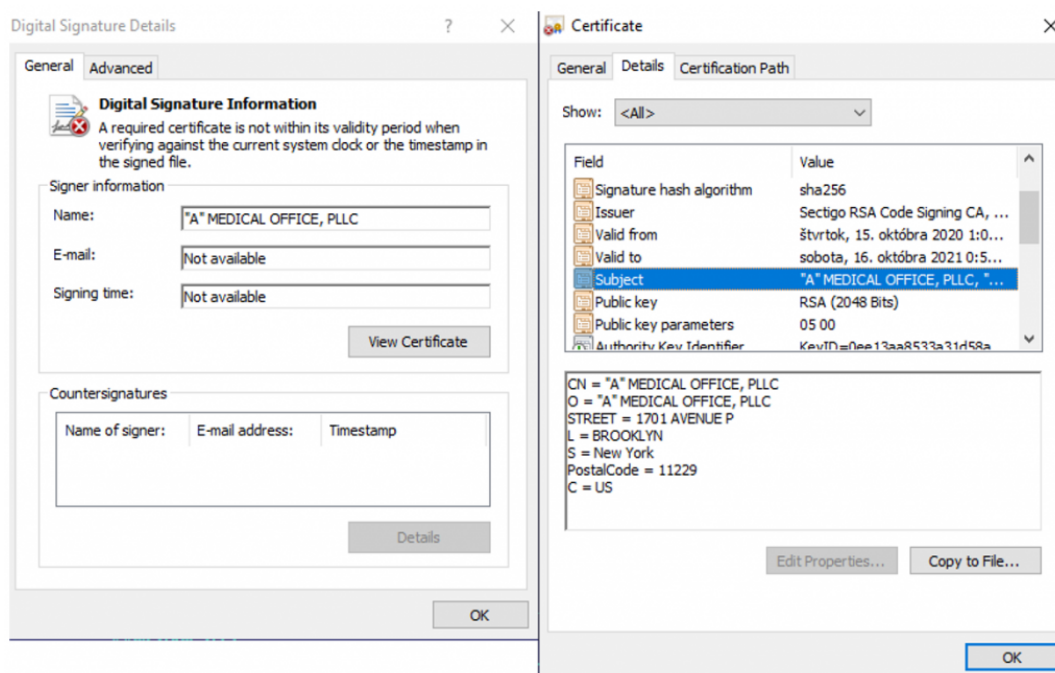 Digital Signature Details
General
Advanced
Digital Signature Information
A required certificate is not within its validity period when
verifying against the current system clock or the timestamp in
the signed file.
Signer information
Name:
"A" MEDICAL OFFICE, PLLC
E-mail:
Not available
Signing time:
Not available
View Certificate
Countersignatures
Name of signer:
E-mail address:
Timestamp
Details
OK
Certificate
General
Details
Certification Path
Show:
<All>
Field
Value
Signature hash algorithm
sha256
Issuer
Sectigo RSA Code Signing CA, ...
Valid from
štvrtok, 15. októbra 2020 1:0...
Valid to
sobota, 16. októbra 2021 0:5...
Subject
"A" MEDICAL OFFICE, PLLC, "...
Public key
RSA (2048 Bits)
Public key parameters
05 00
Authority Key Identifier
KeyID=0ee13aa8533a31d58a
CN = "A" MEDICAL OFFICE, PLLC
O = "A" MEDICAL OFFICE, PLLC
STREET = 1701 AVENUE P
L = BROOKLYN
S = New York
PostalCode = 11229
C = US
Edit Properties...
Copy to File...
OK